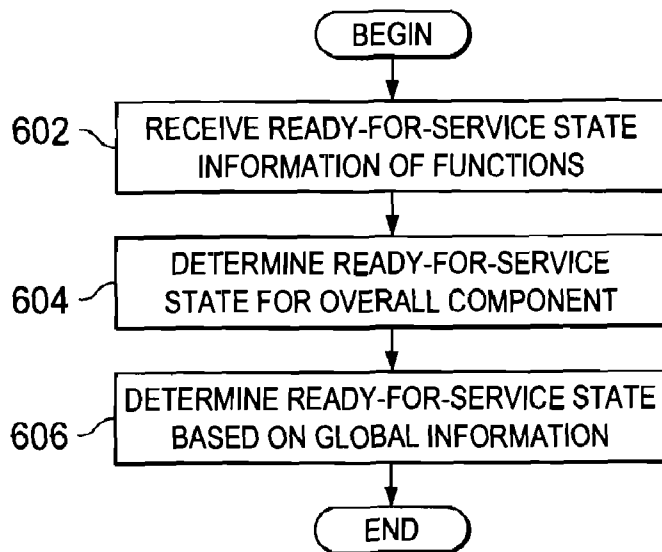 BEGIN
602
RECEIVE READY-FOR-SERVICE STATE
INFORMATION OF FUNCTIONS
604
DETERMINE READY-FOR-SERVICE
STATE FOR OVERALL COMPONENT
606
DETERMINE READY-FOR-SERVICE STATE
BASED ON GLOBAL INFORMATION
END